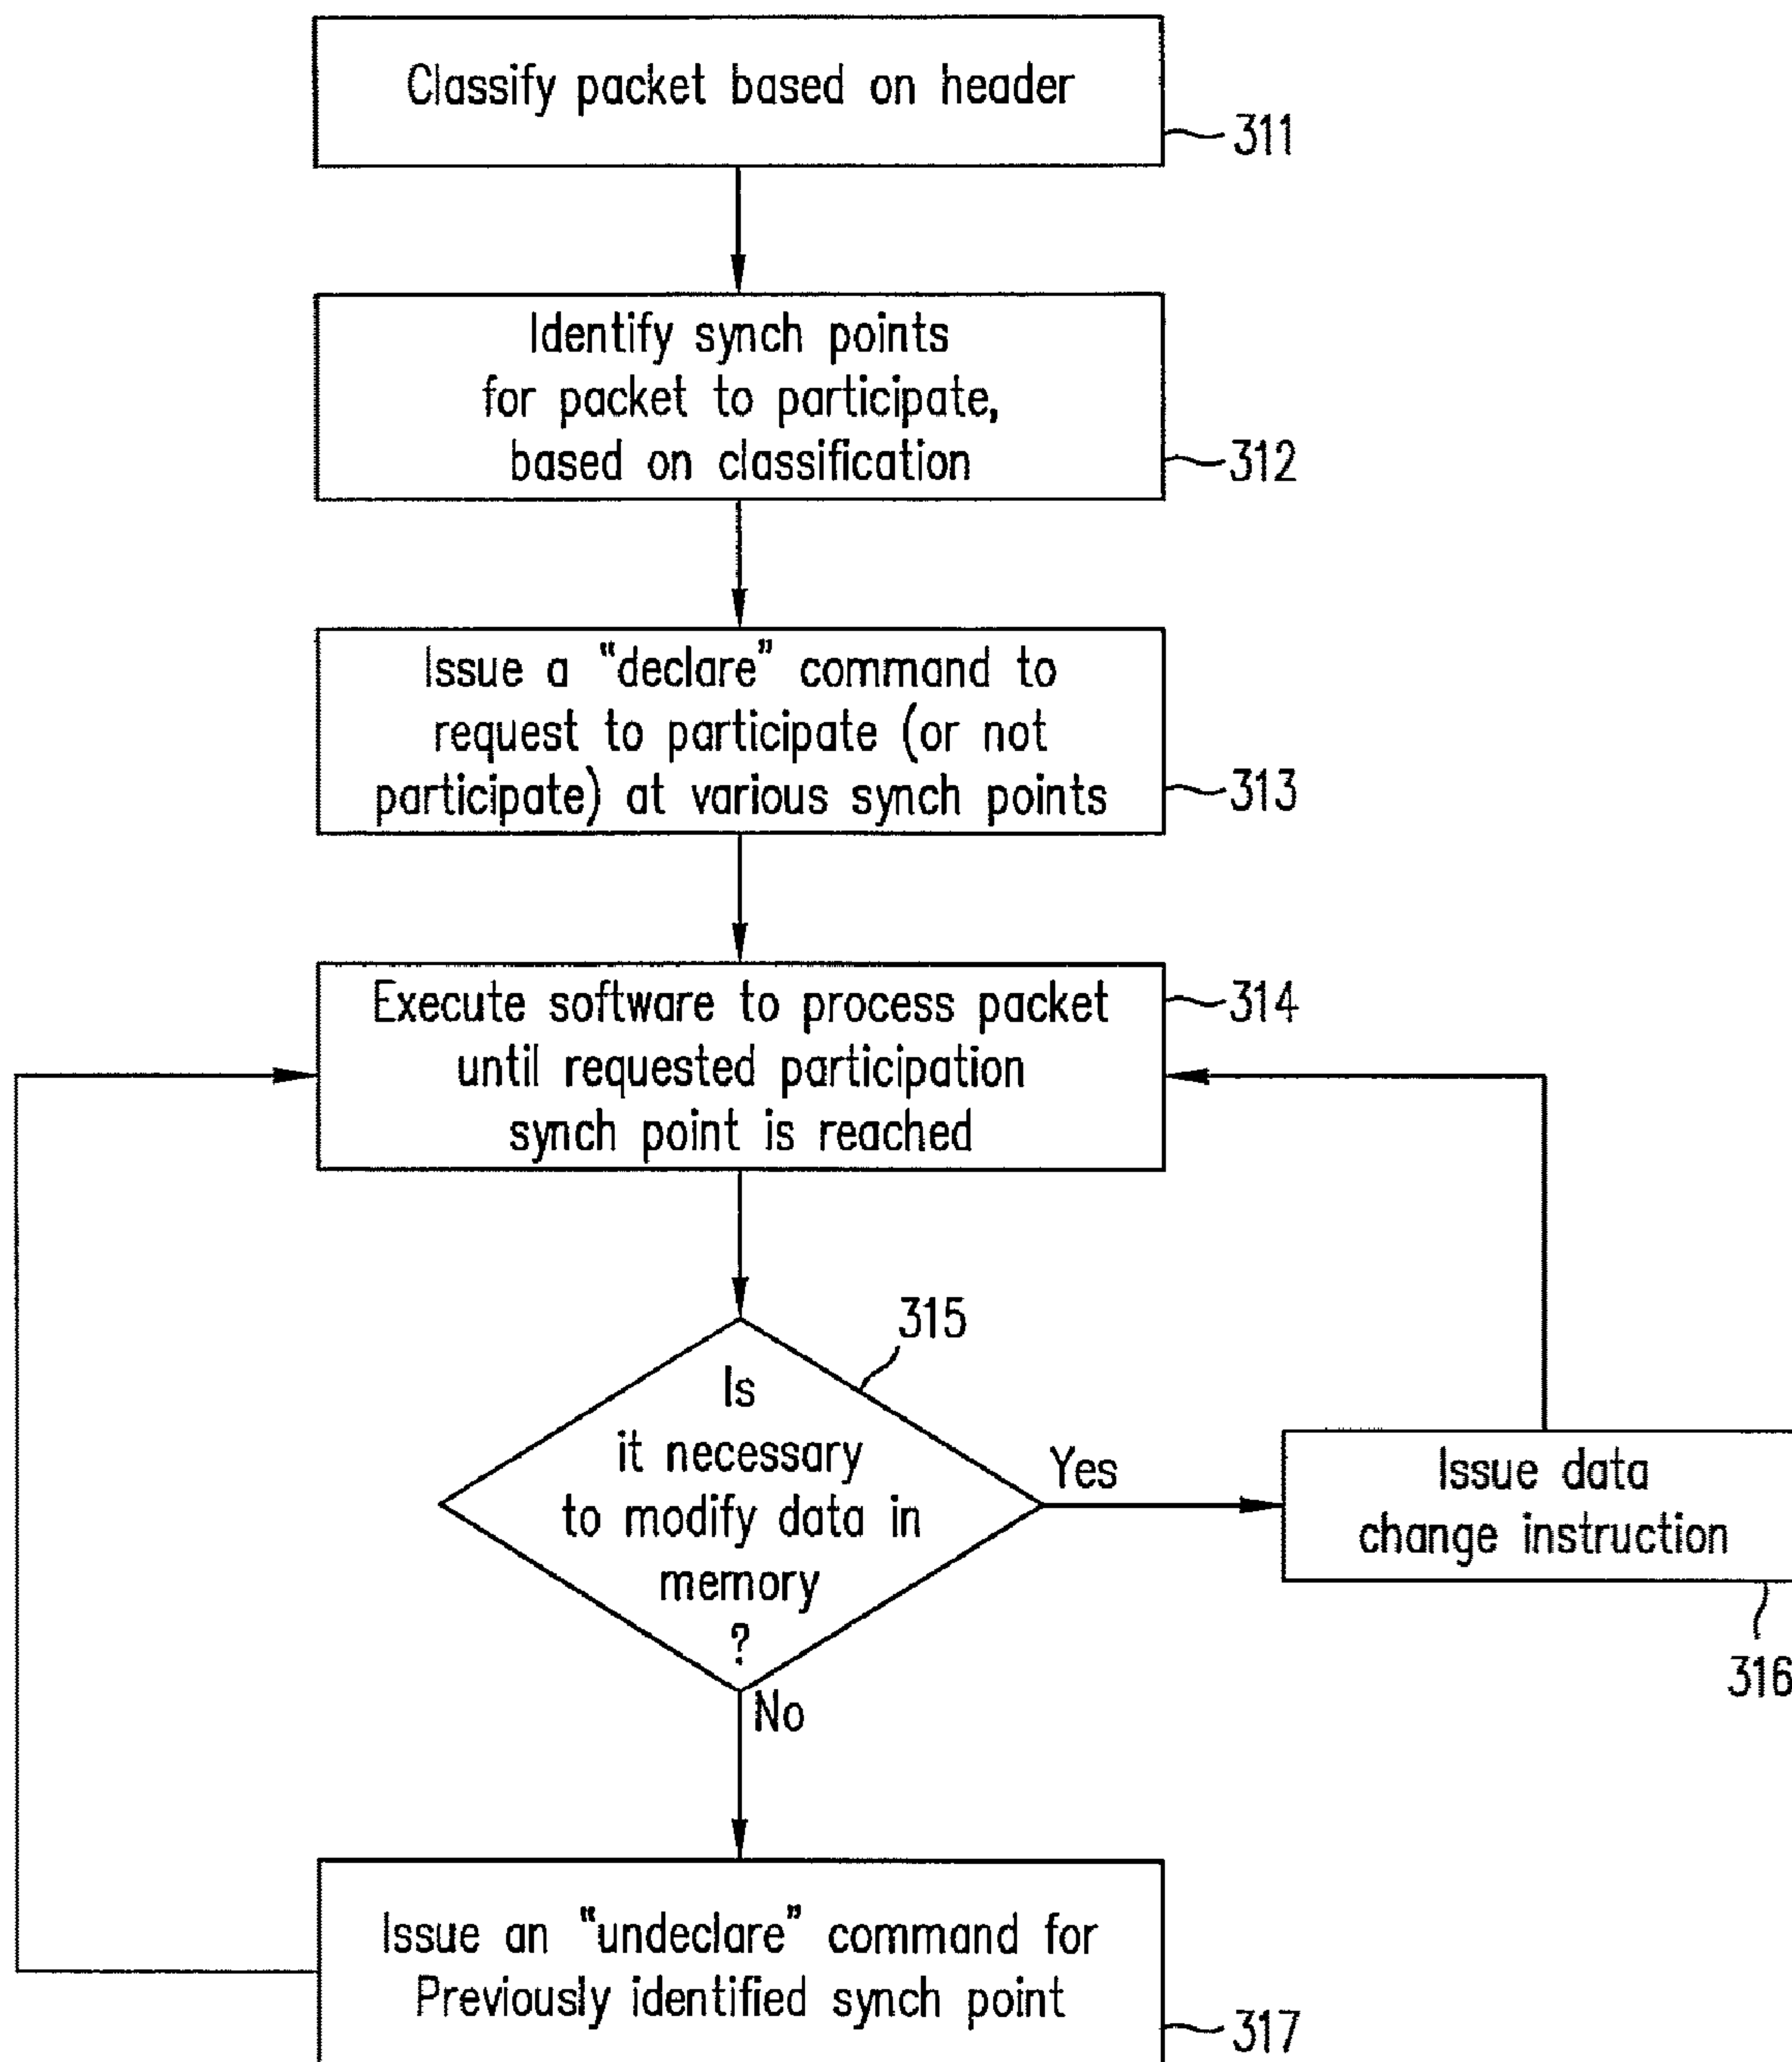 Classify packet based on header
311
Identify synch points
for packet to participate,
based on classification
312
Issue a “declare” command to
request to participate (or not
participate) at various synch points
313
Execute software to process packet
until requested participation
synch point is reached
314
315
Is
it necessary
to modify data in
memory
?
Yes
Issue data
change instruction
316
No
Issue an “undeclare” command for
Previously identified synch point
317